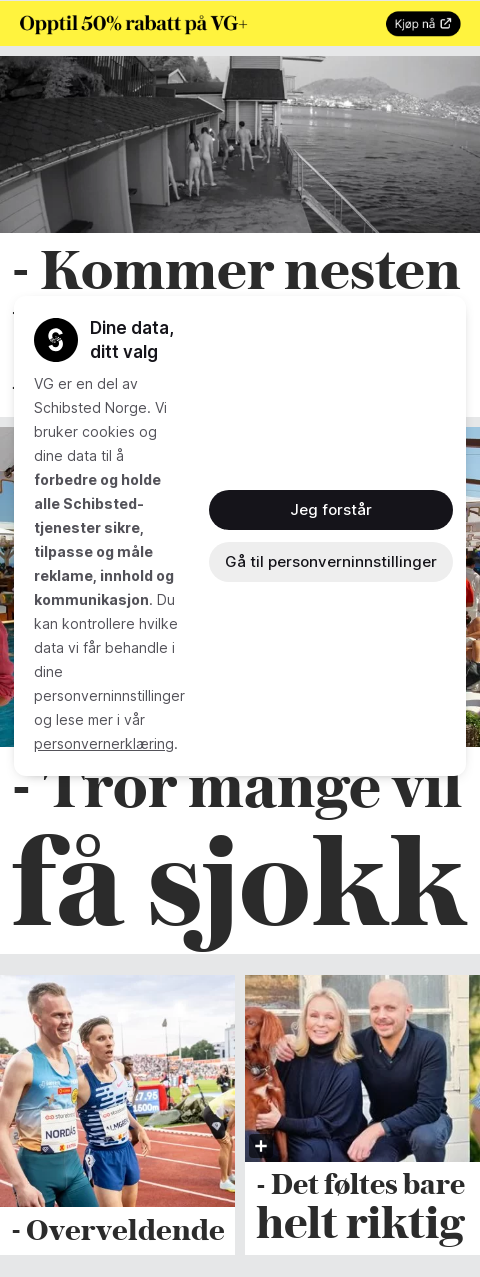 Opptil 50% rabatt på VG+
Kjøp nå
- Kommer nesten
Dine data,
ditt valg
VG er en del av
Schibsted Norge. Vi
bruker cookies og
dine data til å
forbedre og holde
alle Schibsted-
tjenester sikre,
tilpasse og måle
reklame, innhold og
kommunikasjon. Du
kan kontrollere hvilke
data vi får behandle i
dine
personverninnstillinger
og lese mer i vår
personvernerklæring.
Jeg forstår
Gå til personverninnstillinger
- Tror mange vil
få sjokk
NORDÅS
- Overveldende
- Det føltes bare
helt riktig